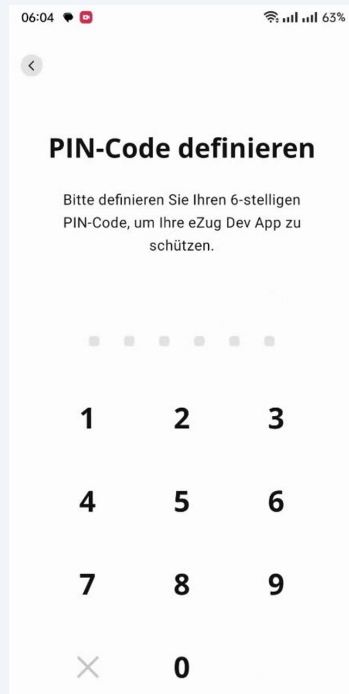 06:04 63%
PIN-Code definieren
Bitte definieren Sie Ihren 6-stelligen
PIN-Code, um Ihre eZug Dev App zu
schützen.
1 2 3
4 5 6
7 8 9
0